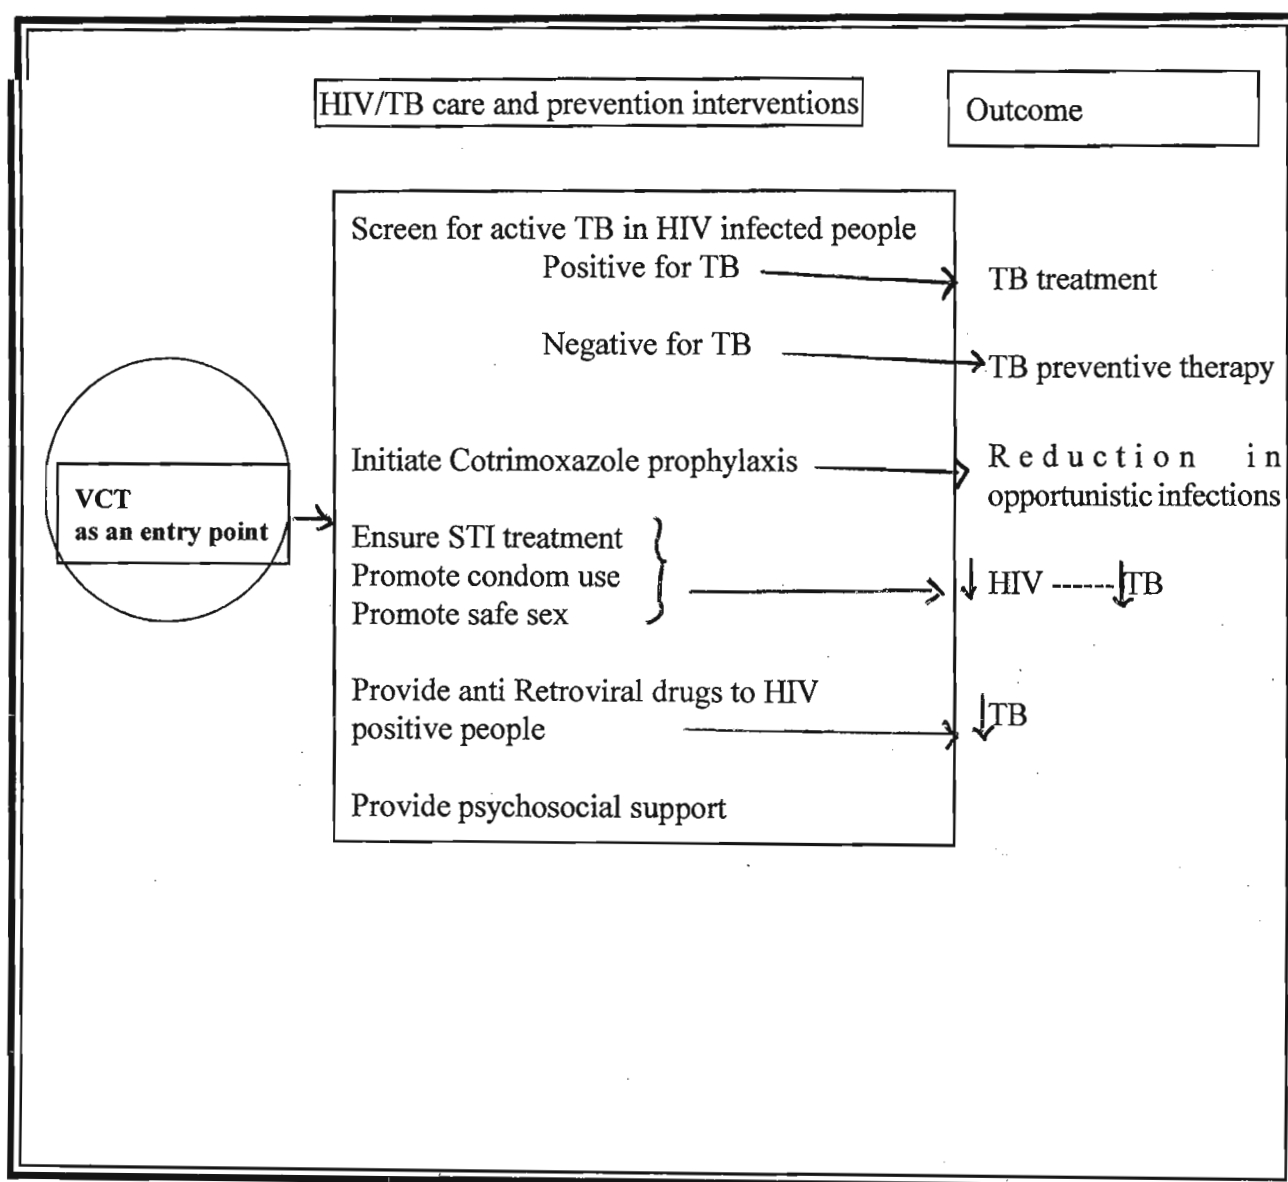 HIV/TB care and prevention interventions
Outcome
Screen for active TB in HIV infected people
Positive for TB
TB treatment
Negative for TB
TB preventive therapy
Initiate Cotrimoxazole prophylaxis
Reduction in
opportunistic infections
VCT
as an entry point
Ensure STI treatment
Promote condom use
Promote safe sex
↓ HIV ------↓TB
Provide anti Retroviral drugs to HIV
positive people
↓TB
Provide psychosocial support